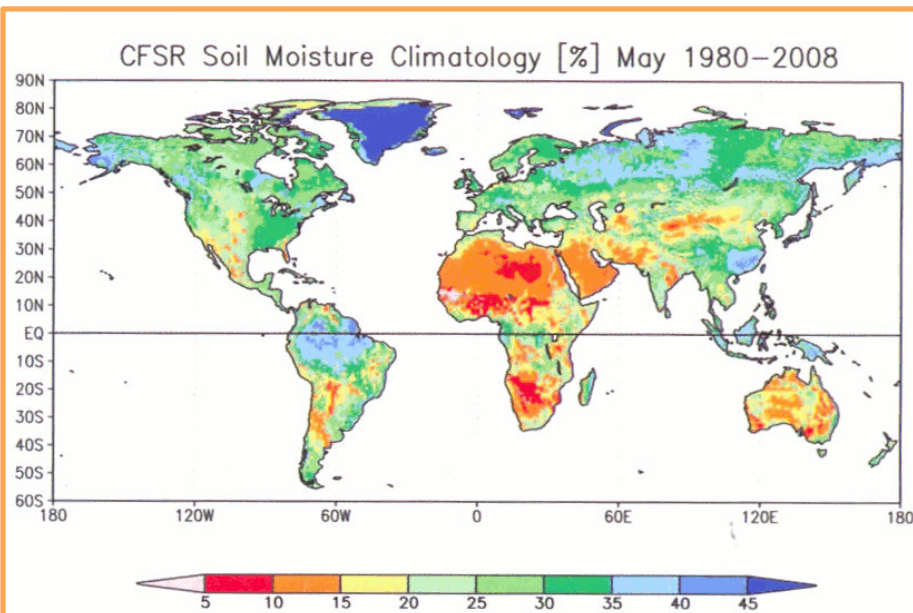 CFSR Soil Moisture Climatology [%] May 1980-2008
90N
80N
70N
60N
50N
40N
30N
20N
10N
EQ
10S
20S
30S
40S
50S
60S
180 120W 60W 0 60E 120E 180
5 10 15 20 25 30 35 40 45